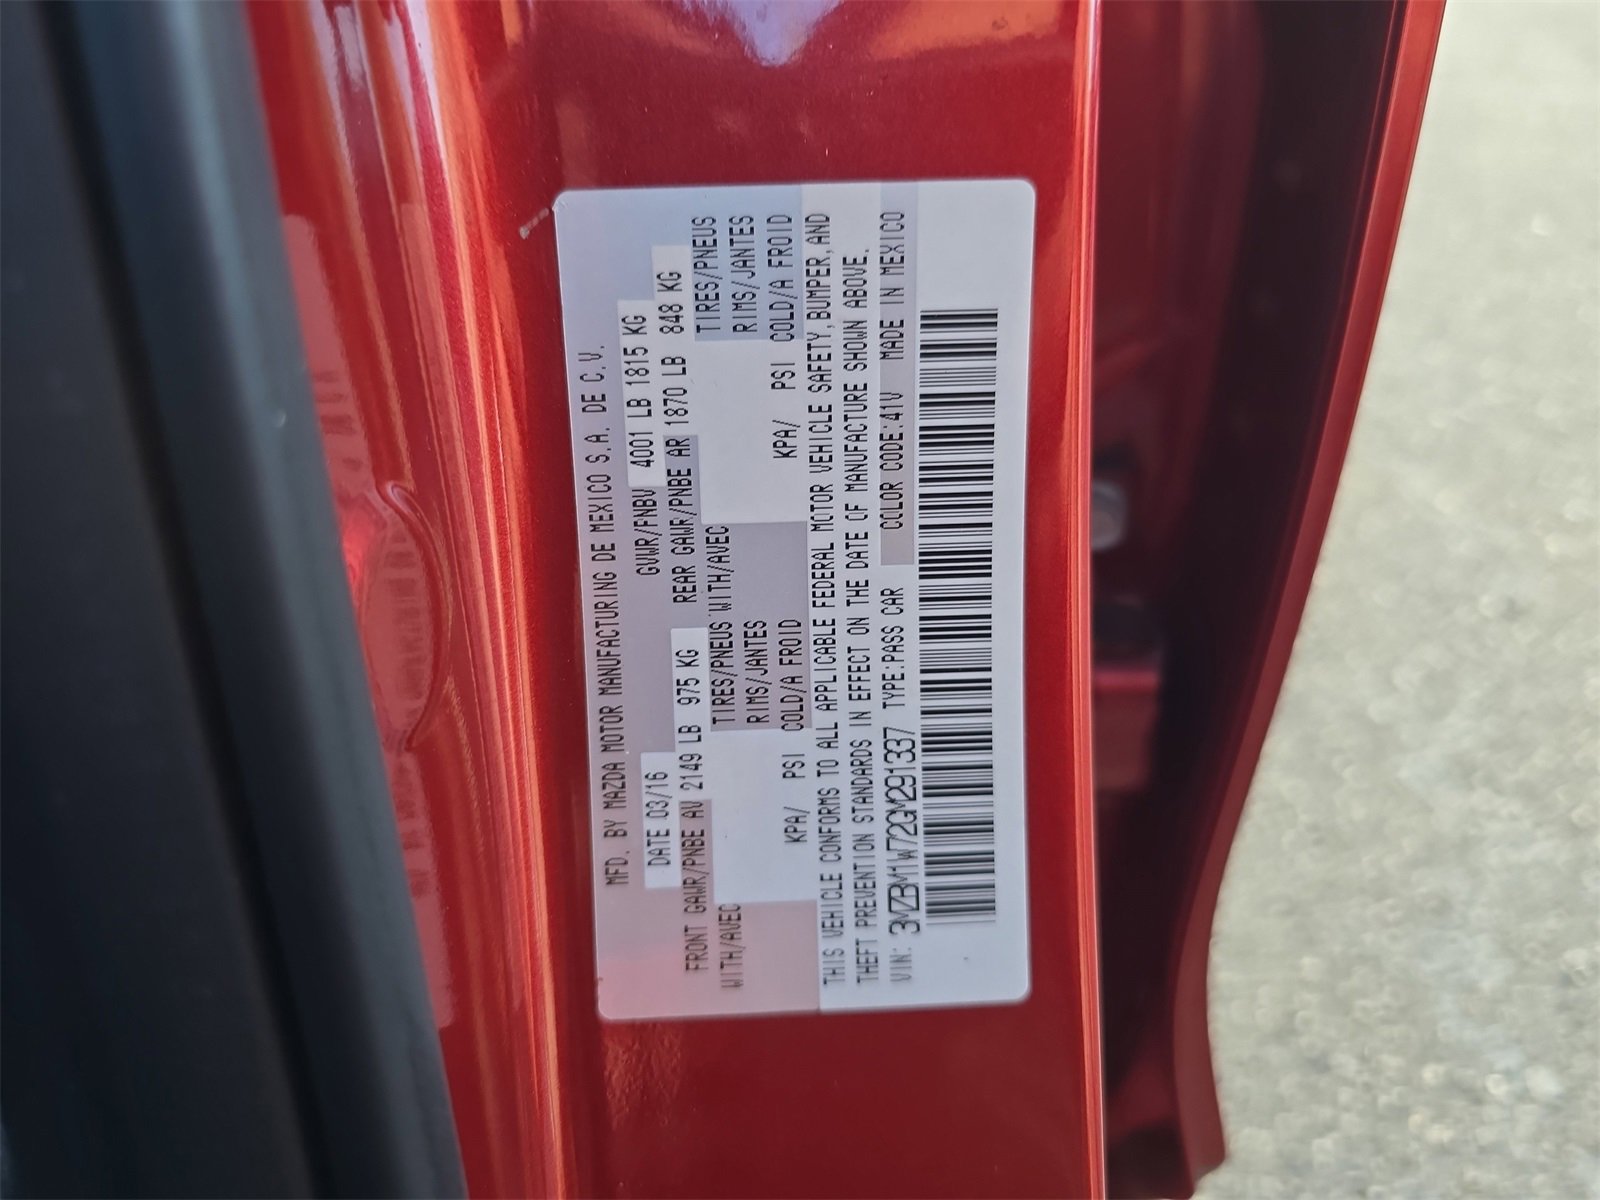 MFD. BY MAZDA MOTOR MANUFACTURING DE MEXICO S.A. DE C.V.
DATE 03/16 GVWR/PNBV 4001 LB 1815 KG
FRONT GAWR/PNBE AV 2149 LB 975 KG REAR GAWR/PNBE AR 1870 LB 848 KG
WITH/AVEC TIRES/PNEUS WITH/AVEC TIRES/PNEUS
RIMS/JANTES RIMS/JANTES
KPA/ PSI COLD/A FROID KPA/ PSI COLD/A FROID
THIS VEHICLE CONFORMS TO ALL APPLICABLE FEDERAL MOTOR VEHICLE SAFETY,BUMPER,AND
THEFT PREVENTION STANDARDS IN EFFECT ON THE DATE OF MANUFACTURE SHOWN ABOVE.
VIN: 3MZBM1W72GM291337 TYPE:PASS CAR COLOR CODE:41V MADE IN MEXICO